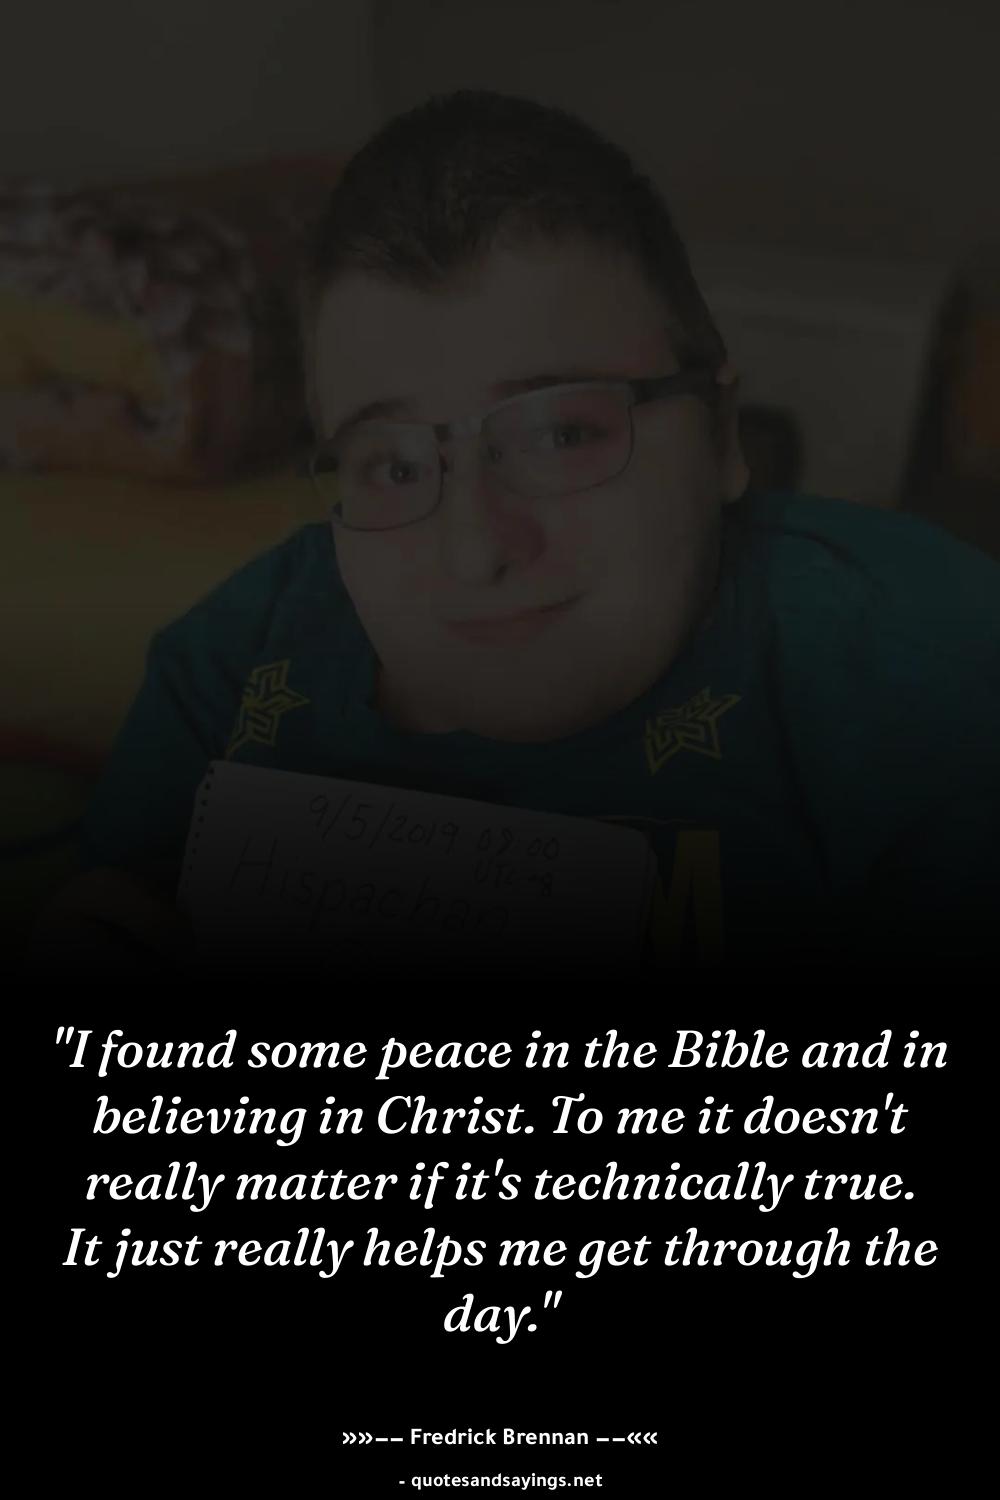 9/5/2019 09:00
UTC+8
Hispachan
M
"I found some peace in the Bible and in
believing in Christ. To me it doesn't
really matter if it's technically true.
It just really helps me get through the
day."
»»–– Fredrick Brennan ––««
- quotesandsayings.net